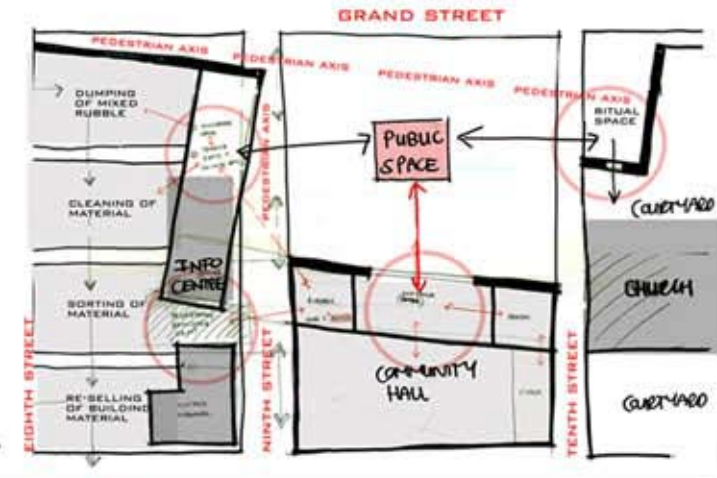 GRAND STREET
PEDESTRIAN AXIS
PEDESTRIAN AXIS
PEDESTRIAN AXIS
PEDESTRIAN AXIS
DUMPING
OF MIXED
RUBBLE
PEDESTRIAN AXIS
PUBLIC
SPACE
RITUAL
SPACE
CLEANING OF
MATERIAL
COURTYARD
INFO
CENTRE
CHURCH
SORTING OF
MATERIAL
COMMUNITY
HALL
RE-SELLING
OF BUILDING
MATERIAL
COURTYARD
EIGHTH STREET
NINTH STREET
TENTH STREET